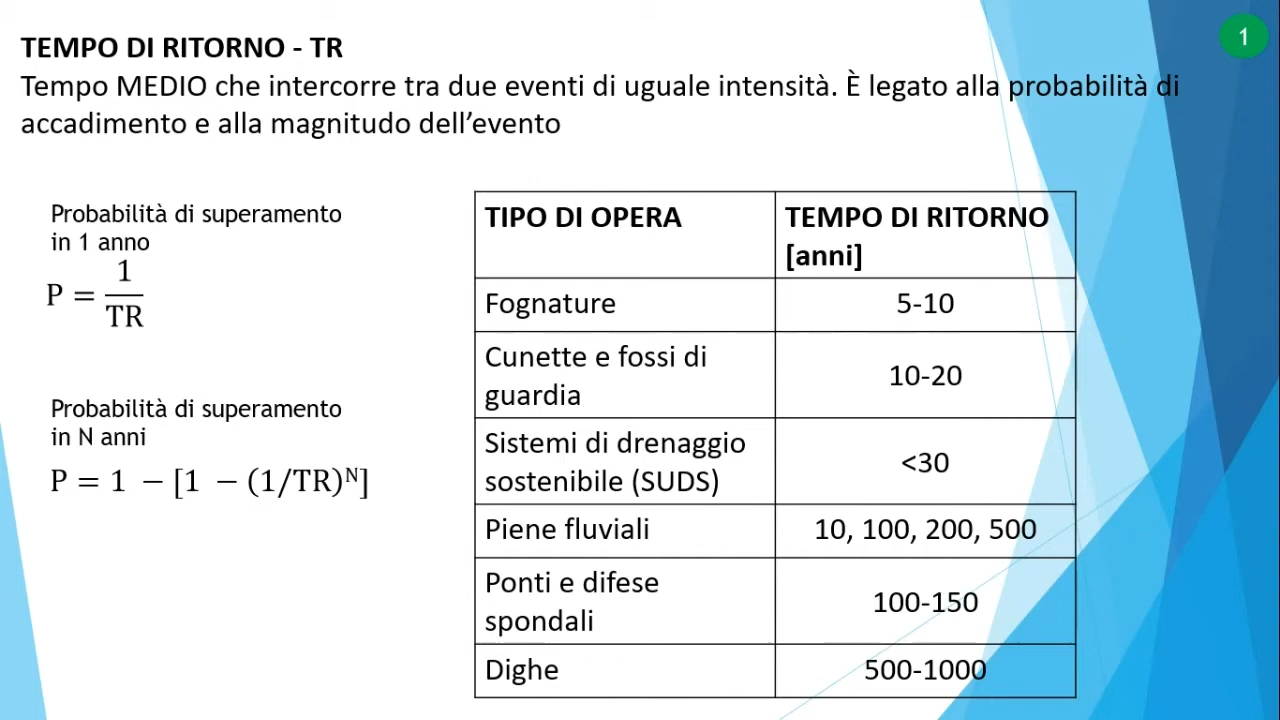 1
TEMPO DI RITORNO - TR
Tempo MEDIO che intercorre tra due eventi di uguale intensità. È legato alla probabilità di
accadimento e alla magnitudo dell'evento
Probabilità di superamento
in 1 anno
P = 1/TR
Probabilità di superamento
in N anni
P = 1 − [1 − (1/TR)ᴺ]
TIPO DI OPERA
TEMPO DI RITORNO
[anni]
Fognature
5-10
Cunette e fossi di
guardia
10-20
Sistemi di drenaggio
sostenibile (SUDS)
<30
Piene fluviali
10, 100, 200, 500
Ponti e difese
spondali
100-150
Dighe
500-1000